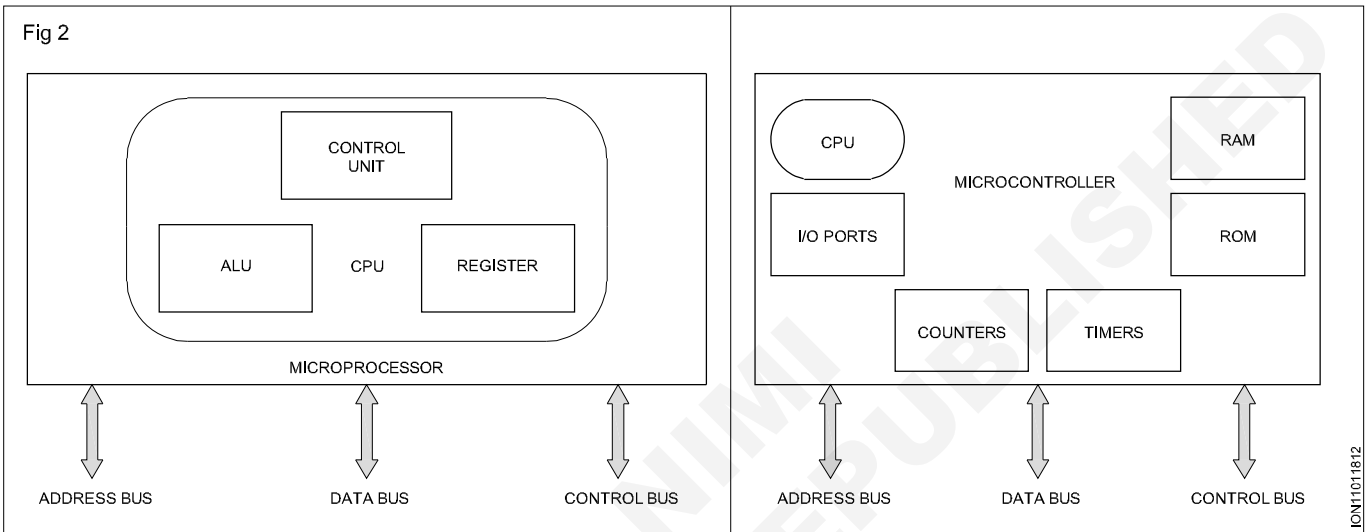 Fig 2
CONTROL
UNIT
ALU
CPU
REGISTER
MICROPROCESSOR
ADDRESS BUS
DATA BUS
CONTROL BUS
CPU
RAM
MICROCONTROLLER
I/O PORTS
ROM
COUNTERS
TIMERS
ADDRESS BUS
DATA BUS
CONTROL BUS
ION11011812
NIMI
EPUBLISHED